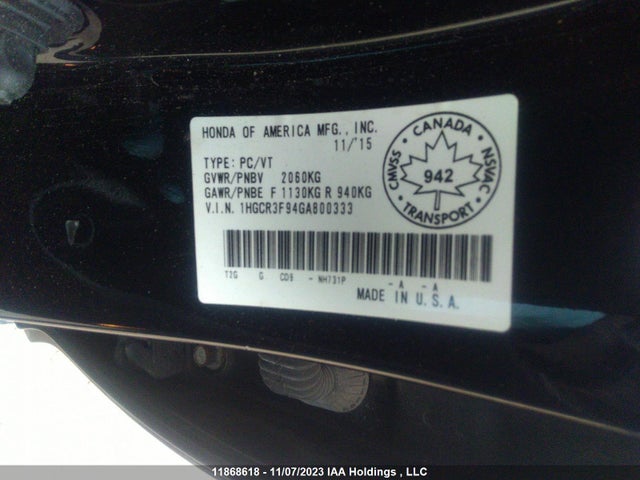 HONDA OF AMERICA MFG., INC.
11/'15
TYPE: PC/VT
GVWR/PNBV 2060KG
GAWR/PNBE F 1130KG R 940KG
V.I.N. 1HGCR3F94GA800333
CANADA
CMVSS
942
NSVAC
TRANSPORT
T2G G CD9 - NH731P -A -A
MADE IN U.S.A.
11868618 - 11/07/2023 IAA Holdings , LLC